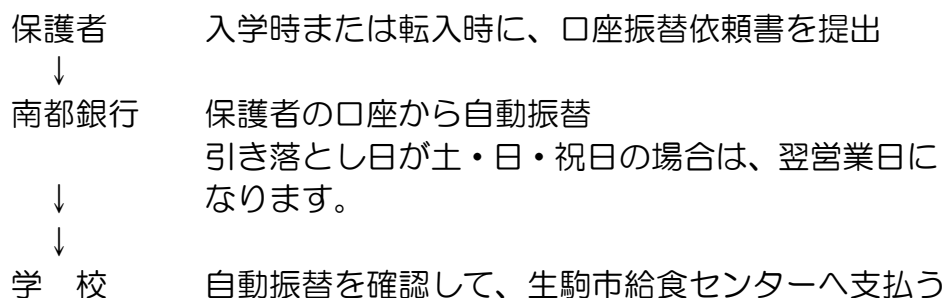 保護者　　入学時または転入時に、口座振替依頼書を提出
↓
南都銀行　　保護者の口座から自動振替
引き落とし日が土・日・祝日の場合は、翌営業日に
↓　　なります。
↓
学　校　　自動振替を確認して、生駒市給食センターへ支払う